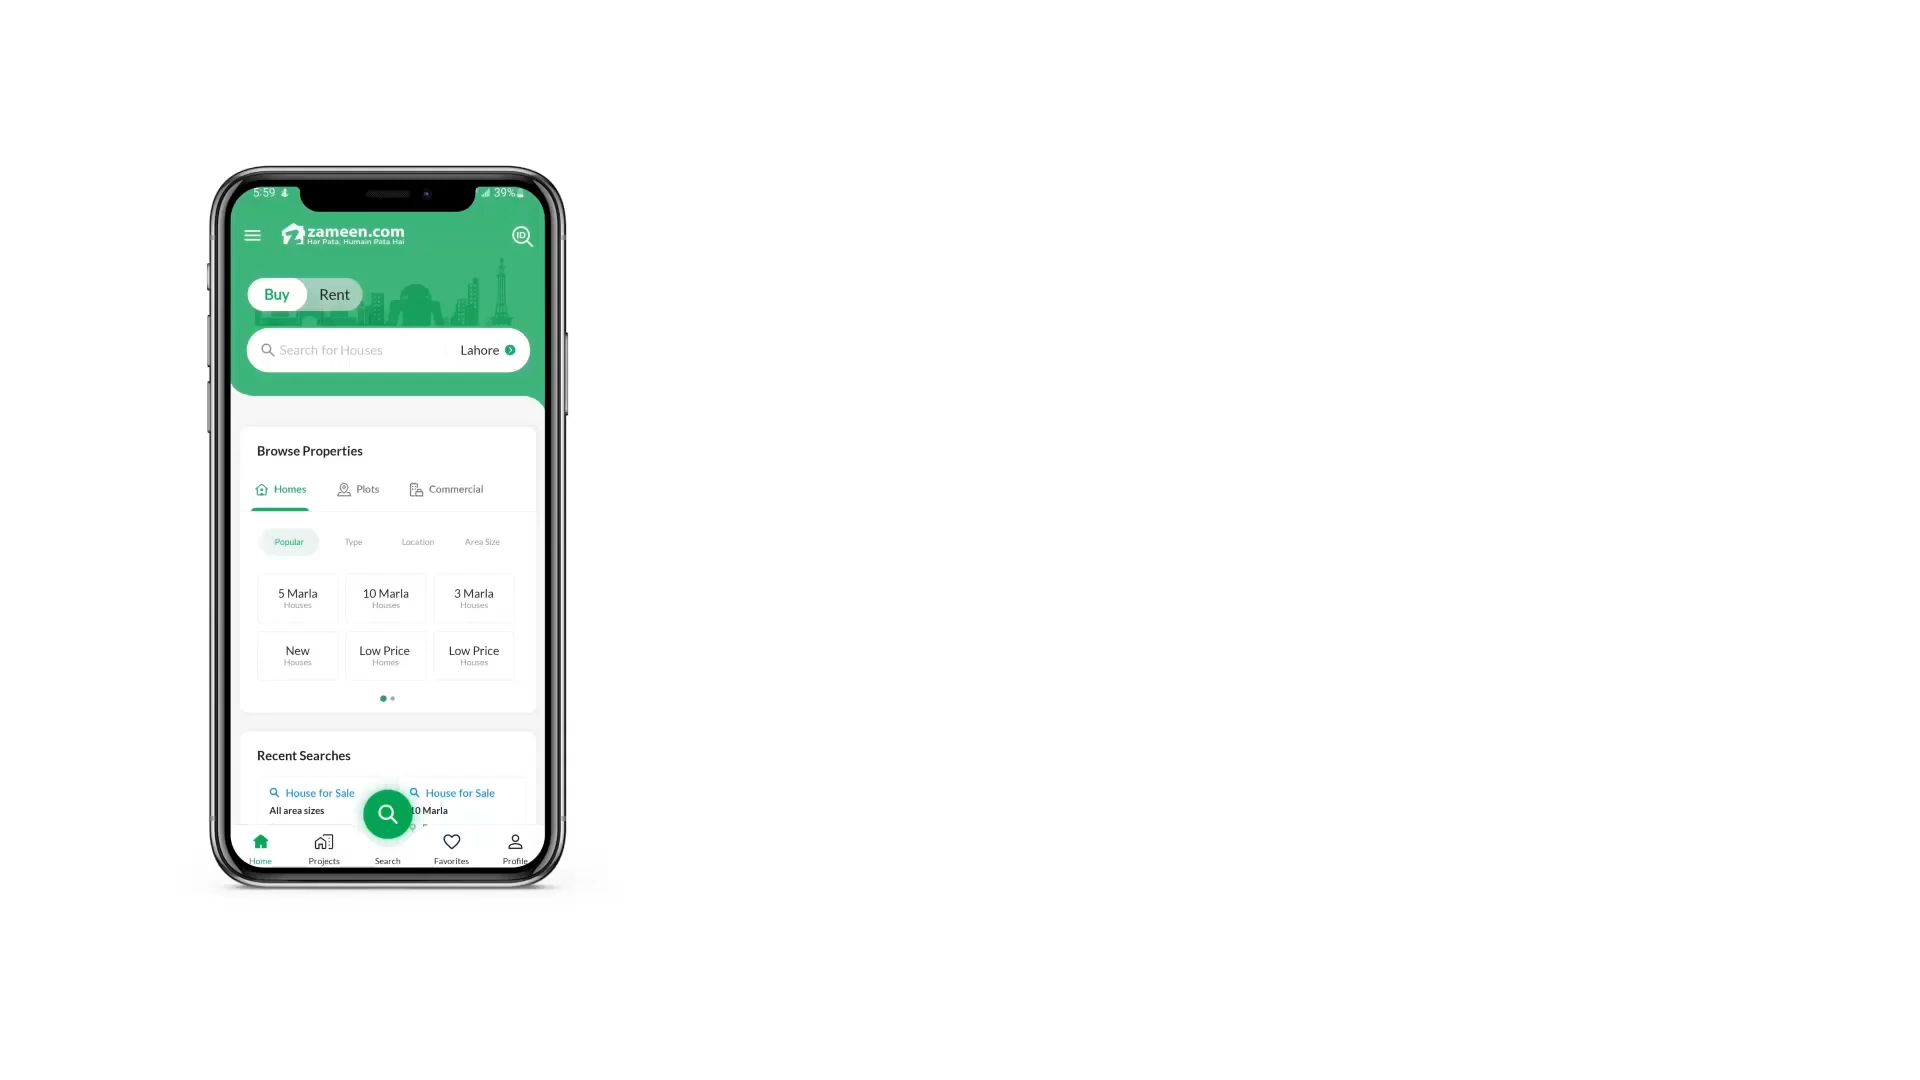 5:59
39%
zameen.com
Har Pata, Humain Pata Hai
ID
Buy Rent
Search for Houses Lahore
Browse Properties
Homes Plots Commercial
Popular Type Location Area Size
5 Marla 10 Marla 3 Marla
Houses Houses Houses
New Low Price Low Price
Houses Homes Houses
Recent Searches
House for Sale House for Sale
All area sizes 10 Marla
Home Projects Search Favorites Profile